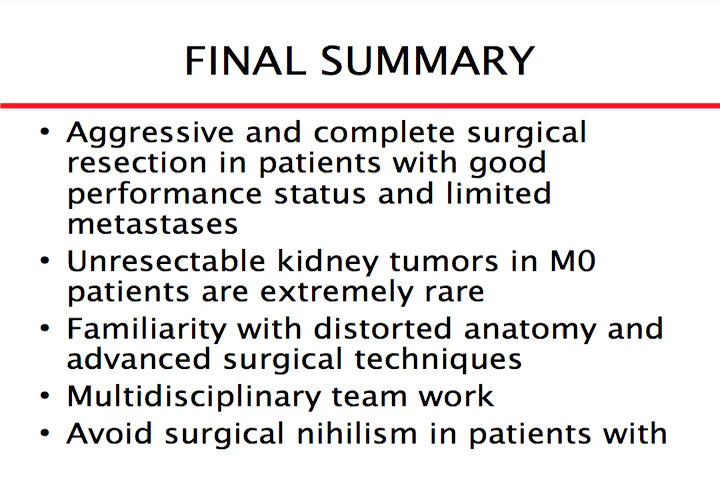 FINAL SUMMARY
• Aggressive and complete surgical
resection in patients with good
performance status and limited
metastases
• Unresectable kidney tumors in M0
patients are extremely rare
• Familiarity with distorted anatomy and
advanced surgical techniques
• Multidisciplinary team work
• Avoid surgical nihilism in patients with